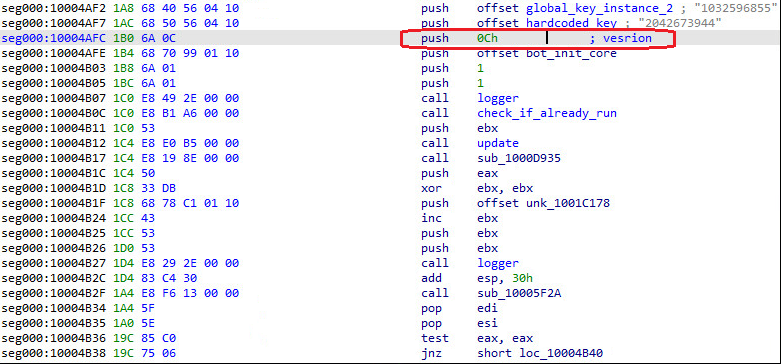 seg000:10004AF2 1A8 68 40 56 04 10 push offset global_key_instance_2 ; "1032596855"
seg000:10004AF7 1AC 68 50 56 04 10 push offset hardcoded_key ; "2042673944"
seg000:10004AFC 1B0 6A 0C push 0Ch ; vesrion
seg000:10004AFE 1B4 68 70 99 01 10 push offset bot_init_core
seg000:10004B03 1B8 6A 01 push 1
seg000:10004B05 1BC 6A 01 push 1
seg000:10004B07 1C0 E8 49 2E 00 00 call logger
seg000:10004B0C 1C0 E8 B1 A6 00 00 call check_if_already_run
seg000:10004B11 1C0 53 push ebx
seg000:10004B12 1C4 E8 E0 B5 00 00 call update
seg000:10004B17 1C4 E8 19 8E 00 00 call sub_1000D935
seg000:10004B1C 1C4 50 push eax
seg000:10004B1D 1C8 33 DB xor ebx, ebx
seg000:10004B1F 1C8 68 78 C1 01 10 push offset unk_1001C178
seg000:10004B24 1CC 43 inc ebx
seg000:10004B25 1CC 53 push ebx
seg000:10004B26 1D0 53 push ebx
seg000:10004B27 1D4 E8 29 2E 00 00 call logger
seg000:10004B2C 1D4 83 C4 30 add esp, 30h
seg000:10004B2F 1A4 E8 F6 13 00 00 call sub_10005F2A
seg000:10004B34 1A4 5F pop edi
seg000:10004B35 1A0 5E pop esi
seg000:10004B36 19C 85 C0 test eax, eax
seg000:10004B38 19C 75 06 jnz short loc_10004B40